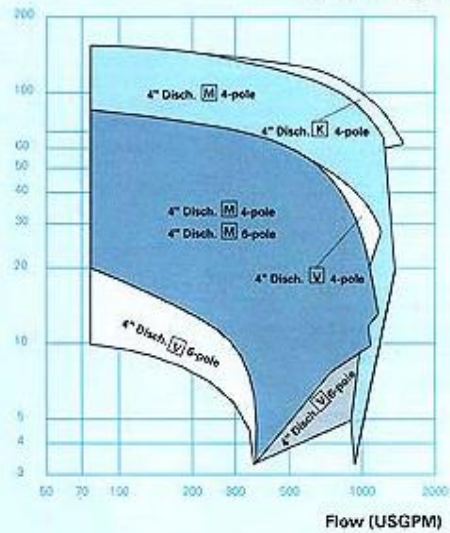 200
100
4" Disch. M 4-pole
4" Disch. K 4-pole
60
50
40
4" Disch. M 4-pole
30
4" Disch. M 6-pole
4" Disch. V 4-pole
20
10
4" Disch. V 6-pole
4" Disch. V 6-pole
5
4
3
50 70 100 200 300 500 1000 2000
Flow (USGPM)